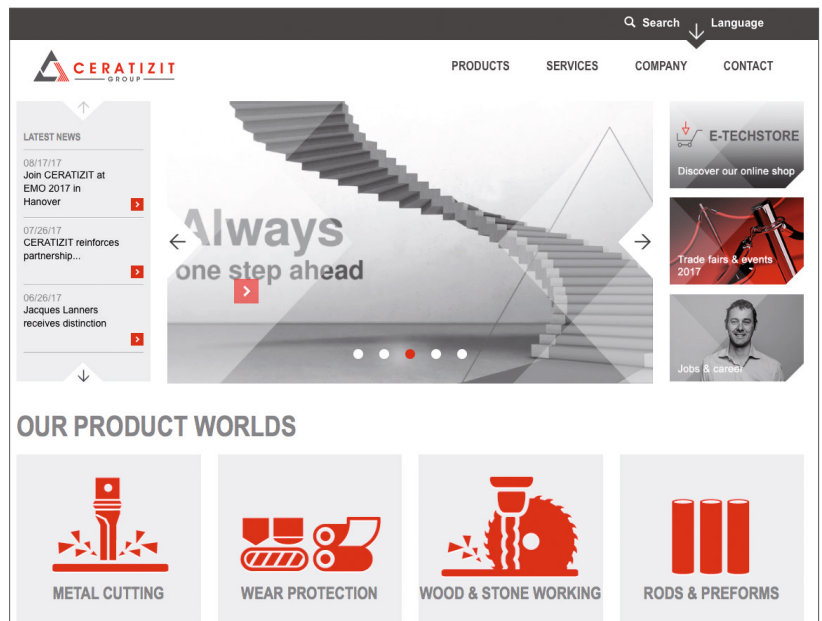 Search
Language
CERATIZIT
GROUP
PRODUCTS
SERVICES
COMPANY
CONTACT
LATEST NEWS
08/17/17
Join CERATIZIT at
EMO 2017 in
Hanover
07/26/17
CERATIZIT reinforces
partnership...
06/26/17
Jacques Lanners
receives distinction
Always
one step ahead
E-TECHSTORE
Discover our online shop
Trade fairs & events
2017
Jobs & career
OUR PRODUCT WORLDS
METAL CUTTING
WEAR PROTECTION
WOOD & STONE WORKING
RODS & PREFORMS